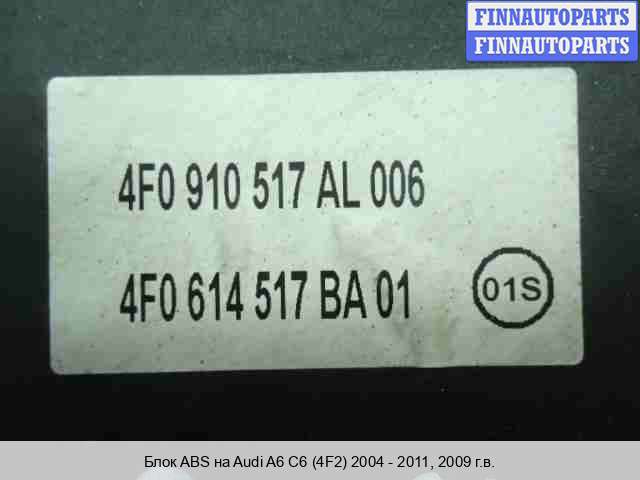 FINNAUTOPARTS
FINNAUTOPARTS
4F0 910 517 AL 006
4F0 614 517 BA 01
01S
Блок ABS на Audi A6 C6 (4F2) 2004 - 2011, 2009 г.в.